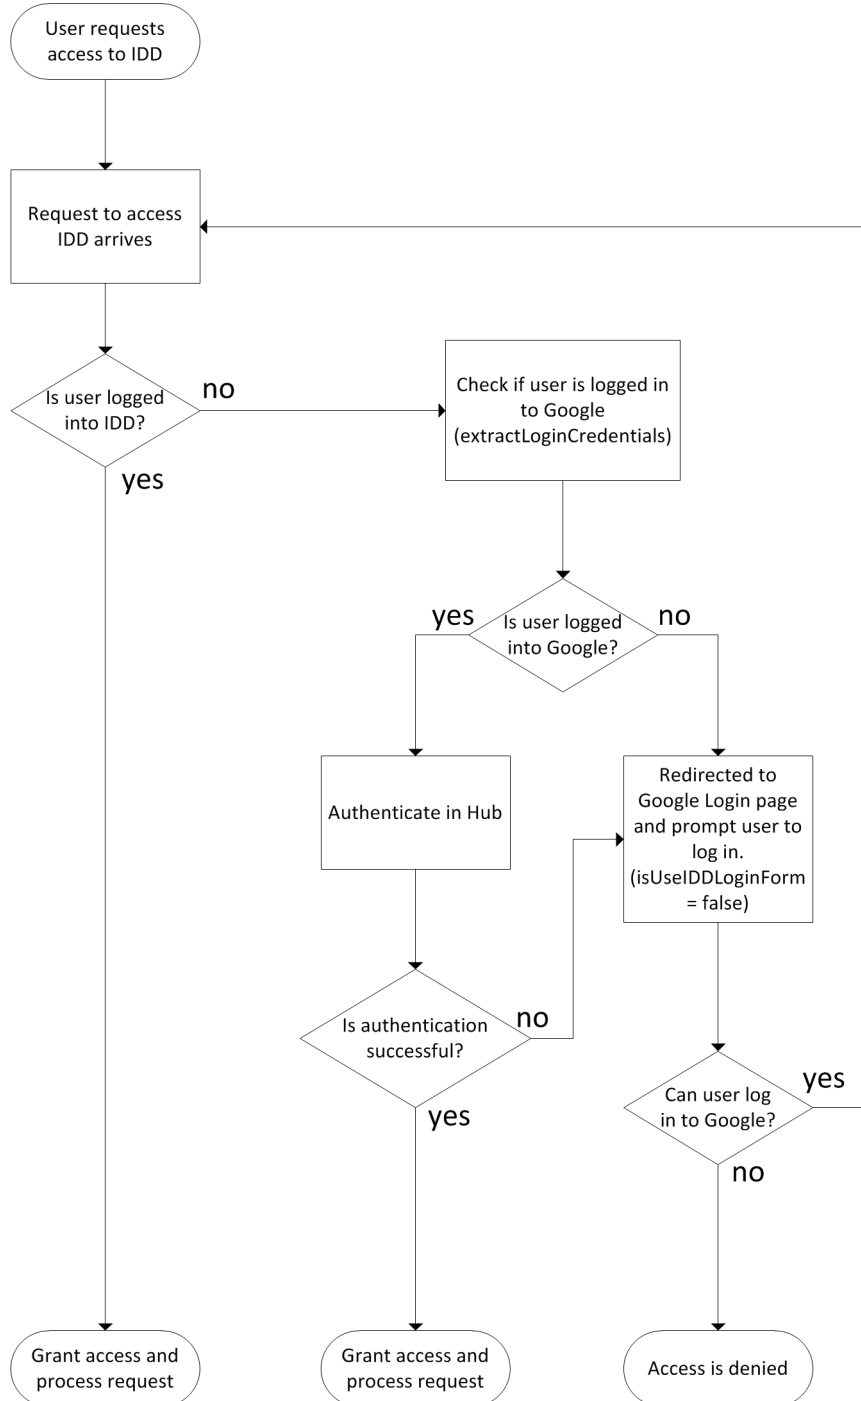 User requests
access to IDD
Request to access
IDD arrives
Is user logged
into IDD?
no
yes
Check if user is logged in
to Google
(extractLoginCredentials)
Is user logged
into Google?
yes
no
Authenticate in Hub
Redirected to
Google Login page
and prompt user to
log in.
(isUseIDDLoginForm
= false)
Is authentication
successful?
no
yes
Can user log
in to Google?
yes
no
Grant access and
process request
Grant access and
process request
Access is denied